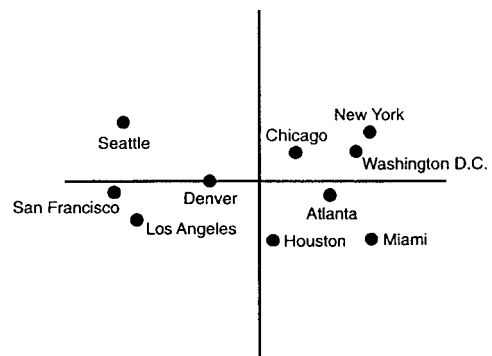 New York
Chicago
Seattle
Washington D.C.
San Francisco
Denver
Atlanta
Los Angeles
Houston
Miami